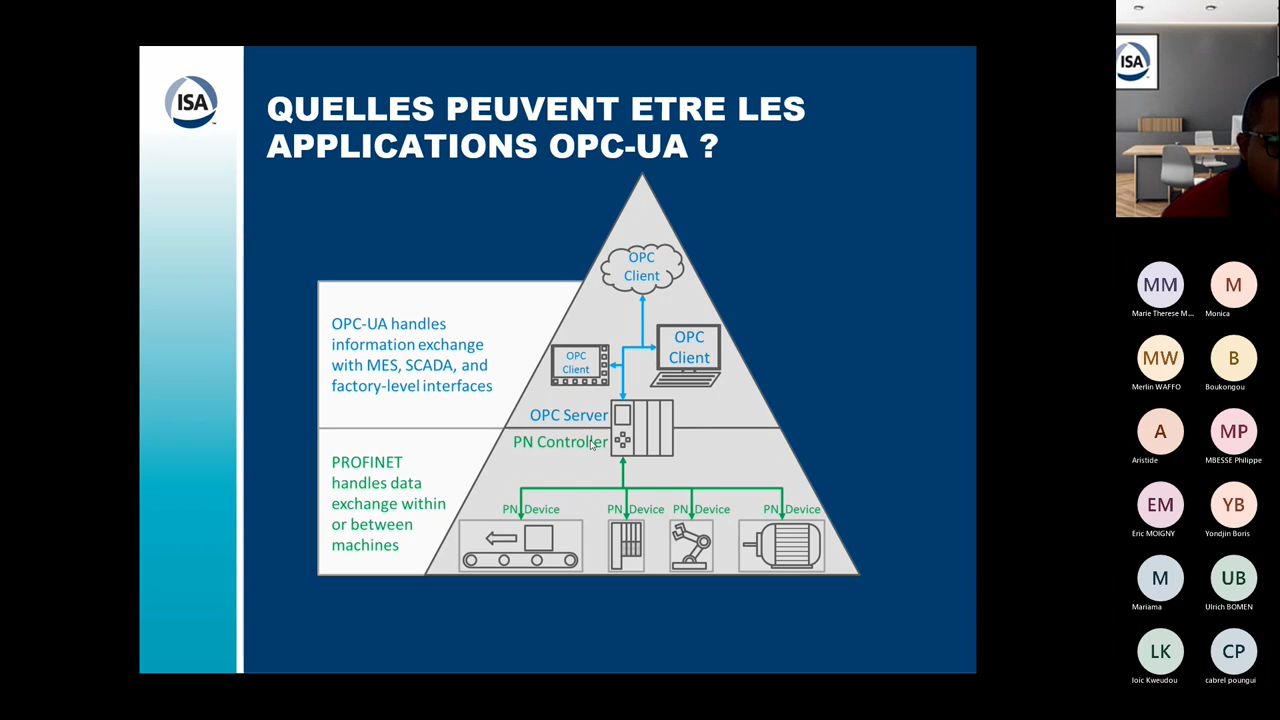 ISA
QUELLES PEUVENT ETRE LES
APPLICATIONS OPC-UA ?
OPC
Client
OPC-UA handles
information exchange
with MES, SCADA, and
factory-level interfaces
OPC
Client
OPC
Client
OPC Server
PN Controller
PROFINET
handles data
exchange within
or between
machines
PN Device
PN Device
PN Device
PN Device
ISA
MM
Marie Therese M...
M
Monica
MW
Merlin WAFFO
B
Boukongou
A
Aristide
MP
MBESSE Philippe
EM
Eric MOIGNY
YB
Yondjin Boris
M
Mariama
UB
Ulrich BOMEN
LK
loic Kweudou
CP
cabrel poungui